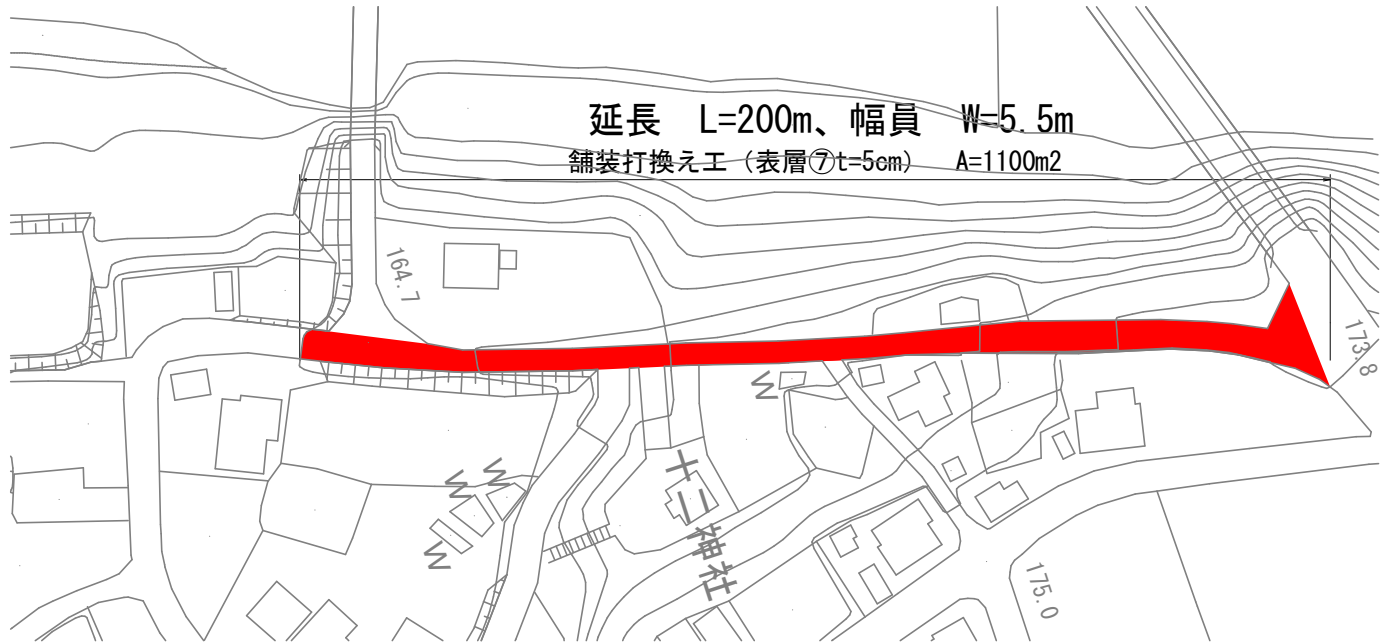 延長　L=200m、幅員　W=5.5m
舗装打換え工（表層⑦t=5cm）　A=1100m2
164.7
173.8
W
十二神社
W
W
W
175.0